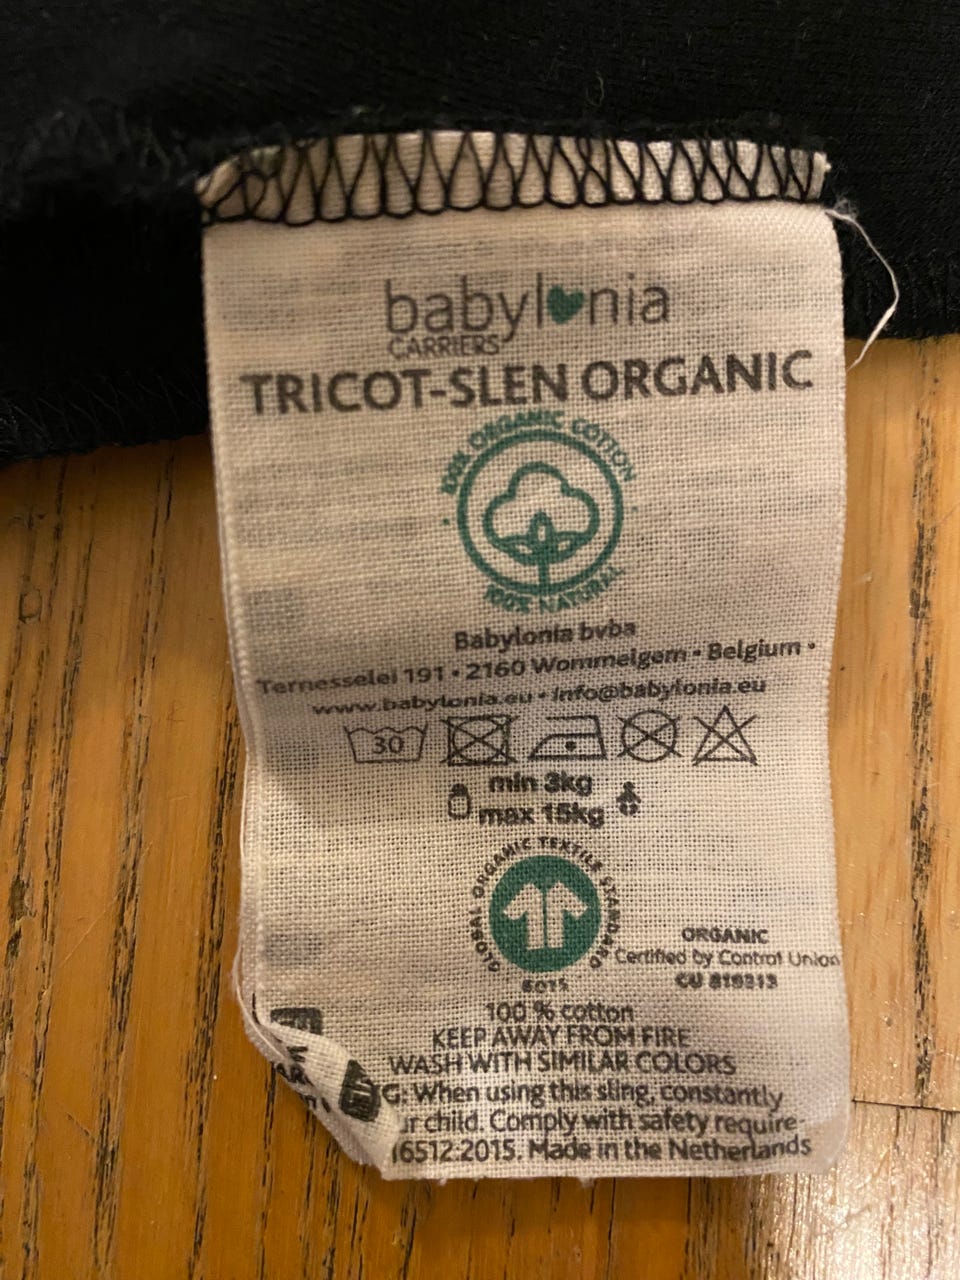 babylonia
CARRIERS
TRICOT-SLEN ORGANIC
100% ORGANIC COTTON
100% NATURAL
Babylonia bvba
Ternesselei 191 • 2160 Wommelgem • Belgium •
www.babylonia.eu • info@babylonia.eu
30
min 3kg
max 15kg
GLOBAL ORGANIC TEXTILE STANDARD
GOTS
ORGANIC
Certified by Control Union
CU
100 % cotton
KEEP AWAY FROM FIRE
WASH WITH SIMILAR COLORS
G: When using this sling, constantly
ur child. Comply with safety require-
16512:2015. Made in the Netherlands